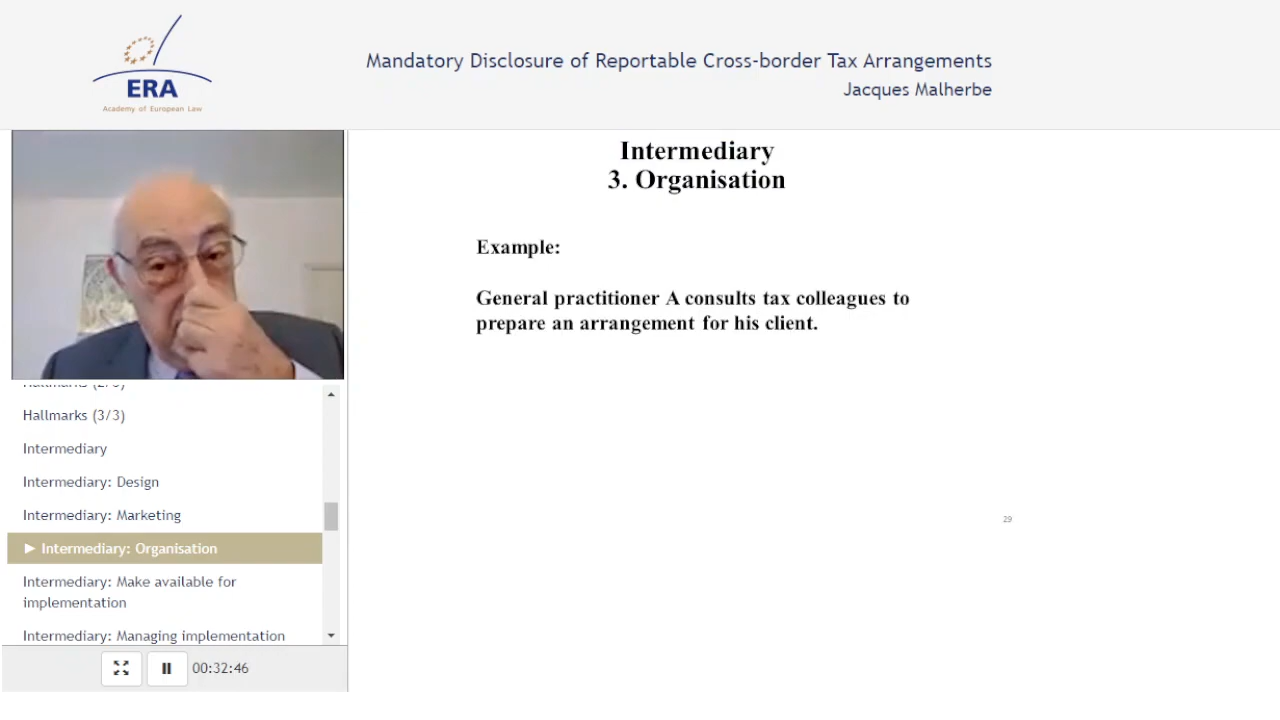 ERA
Academy of European Law
Mandatory Disclosure of Reportable Cross-border Tax Arrangements
Jacques Malherbe
Intermediary
3. Organisation
Example:
General practitioner A consults tax colleagues to
prepare an arrangement for his client.
29
Hallmarks (3/3)
Intermediary
Intermediary: Design
Intermediary: Marketing
► Intermediary: Organisation
Intermediary: Make available for
implementation
Intermediary: Managing implementation
00:32:46